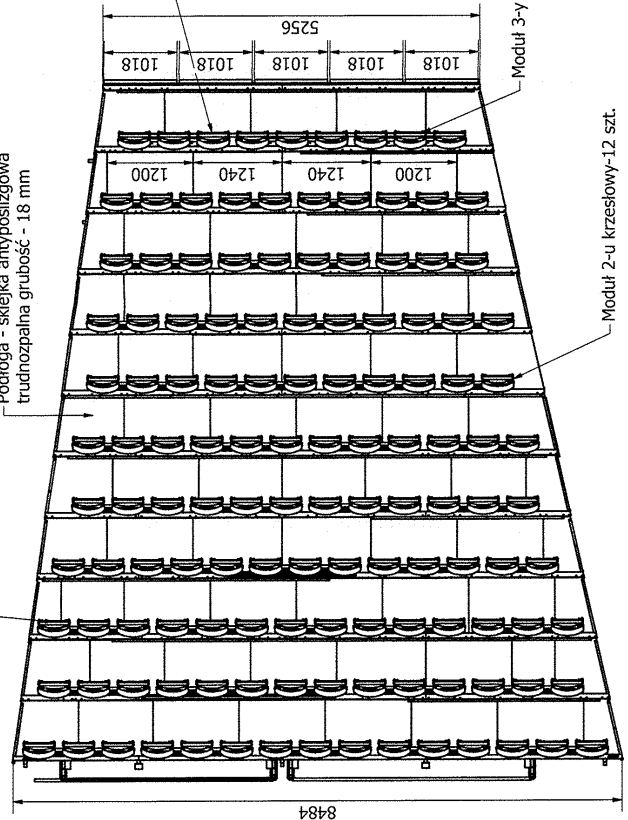 5256
1018 1018 1018 1018 1018
Moduł 3-y
1200 1240 1240 1200
Podłoga - sklejka antypoślizgowa
trudnozpalna grubość - 18 mm
Moduł 2-u krzesłowy-12 szt.
8484